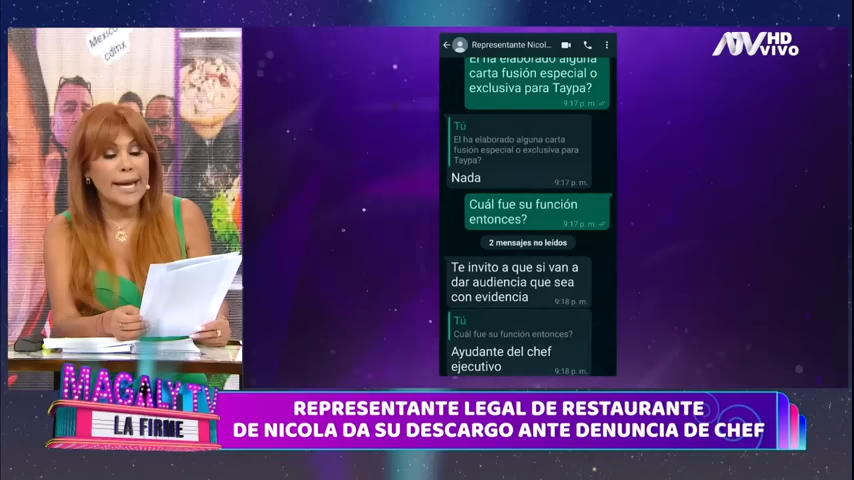 Mexico
cdmx
ATV HD
VIVO
Representante Nicol...
El ha elaborado alguna
carta fusión especial o
exclusiva para Taypa?
9:17 p. m.
Tú
El ha elaborado alguna carta
fusión especial o exclusiva para
Taypa?
Nada
9:17 p. m.
Cuál fue su función
entonces?
9:17 p. m.
2 mensajes no leídos
Te invito a que si van a
dar audiencia que sea
con evidencia
9:18 p. m.
Tú
Cuál fue su función entonces?
Ayudante del chef
ejecutivo
9:18 p. m.
MAGALY TV
LA FIRME
REPRESENTANTE LEGAL DE RESTAURANTE
DE NICOLA DA SU DESCARGO ANTE DENUNCIA DE CHEF